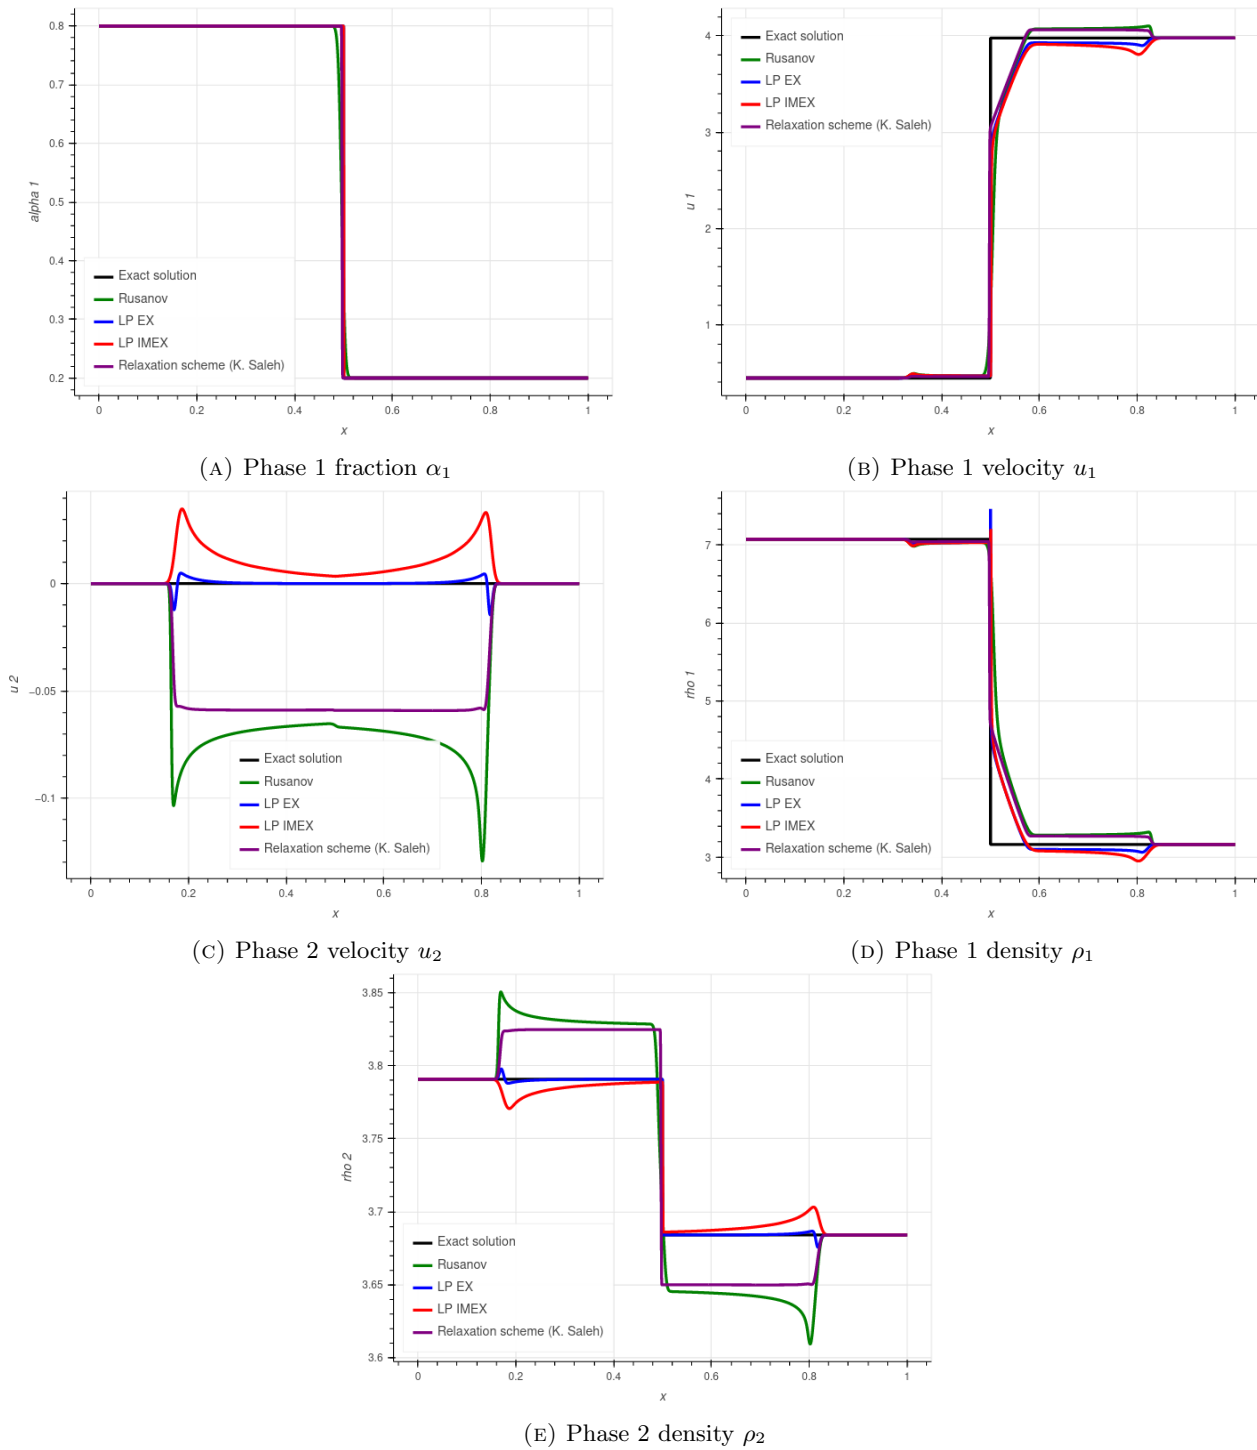 0.8
0.7
0.6
0.5
0.4
0.3
0.2
alpha 1
Exact solution
Rusanov
LP EX
LP IMEX
Relaxation scheme (K. Saleh)
0
0.2
0.4
0.6
0.8
1
x
(A) Phase 1 fraction α₁
4
3
2
1
u 1
Exact solution
Rusanov
LP EX
LP IMEX
Relaxation scheme (K. Saleh)
0
0.2
0.4
0.6
0.8
1
x
(B) Phase 1 velocity u₁
0
−0.05
−0.1
u 2
Exact solution
Rusanov
LP EX
LP IMEX
Relaxation scheme (K. Saleh)
0
0.2
0.4
0.6
0.8
1
x
(C) Phase 2 velocity u₂
7
6
5
4
3
rho 1
Exact solution
Rusanov
LP EX
LP IMEX
Relaxation scheme (K. Saleh)
0
0.2
0.4
0.6
0.8
1
x
(D) Phase 1 density ρ₁
3.85
3.8
3.75
3.7
3.65
3.6
rho 2
Exact solution
Rusanov
LP EX
LP IMEX
Relaxation scheme (K. Saleh)
0
0.2
0.4
0.6
0.8
1
x
(E) Phase 2 density ρ₂